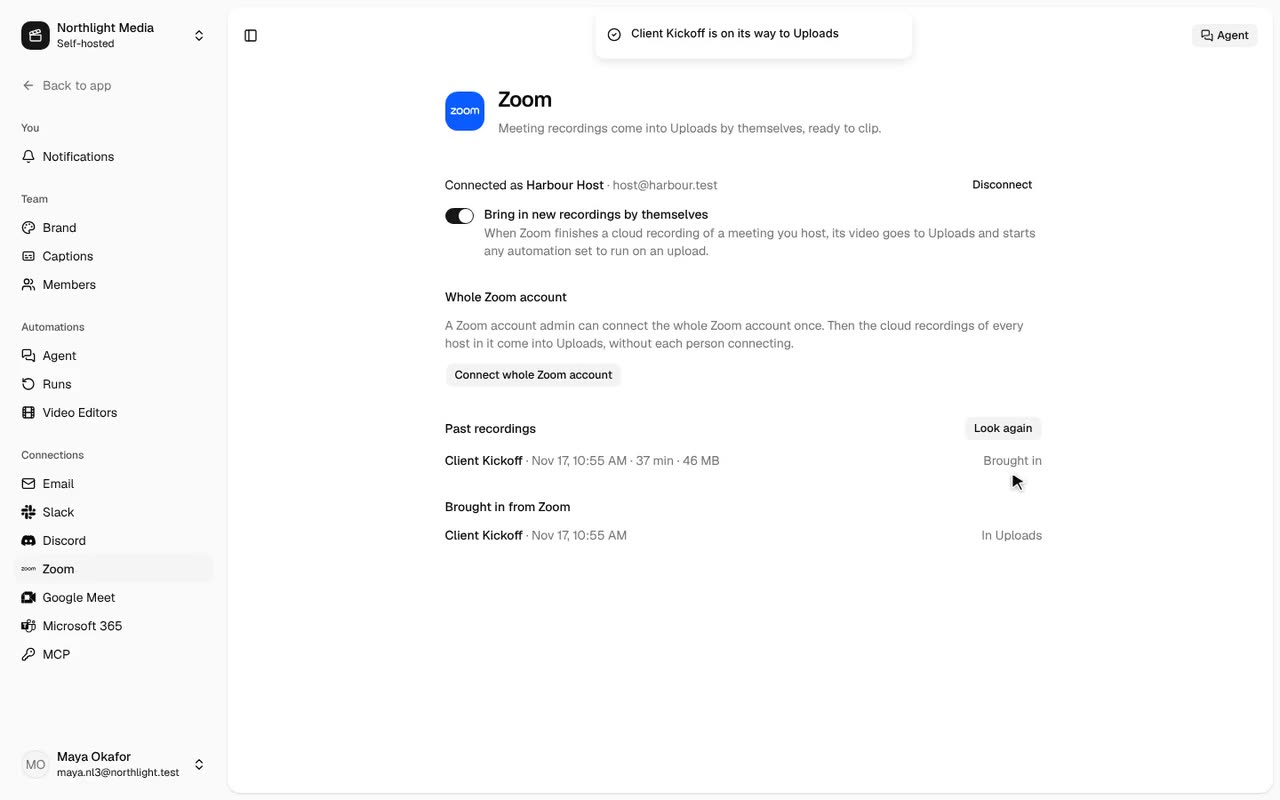 Northlight Media
Self-hosted
Back to app
You
Notifications
Team
Brand
Captions
Members
Automations
Agent
Runs
Video Editors
Connections
Email
Slack
Discord
zoom Zoom
Google Meet
Microsoft 365
MCP
MO
Maya Okafor
maya.nl3@northlight.test
Client Kickoff is on its way to Uploads
Agent
zoom
Zoom
Meeting recordings come into Uploads by themselves, ready to clip.
Connected as Harbour Host · host@harbour.test
Disconnect
Bring in new recordings by themselves
When Zoom finishes a cloud recording of a meeting you host, its video goes to Uploads and starts
any automation set to run on an upload.
Whole Zoom account
A Zoom account admin can connect the whole Zoom account once. Then the cloud recordings of every
host in it come into Uploads, without each person connecting.
Connect whole Zoom account
Past recordings
Look again
Client Kickoff · Nov 17, 10:55 AM · 37 min · 46 MB
Brought in
Brought in from Zoom
Client Kickoff · Nov 17, 10:55 AM
In Uploads